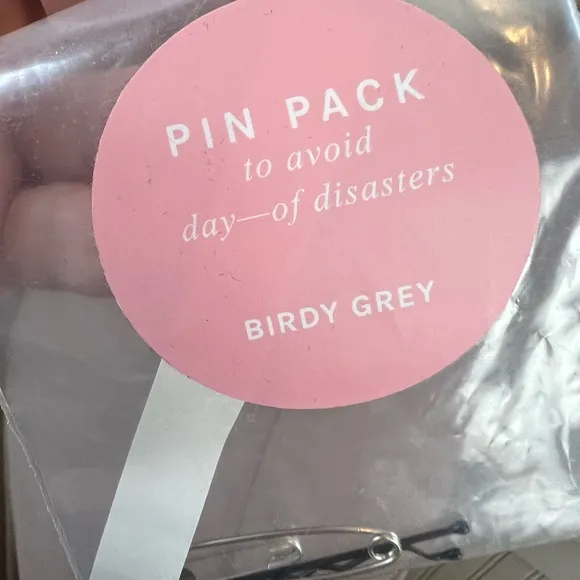 PIN PACK
to avoid
day—of disasters
BIRDY GREY